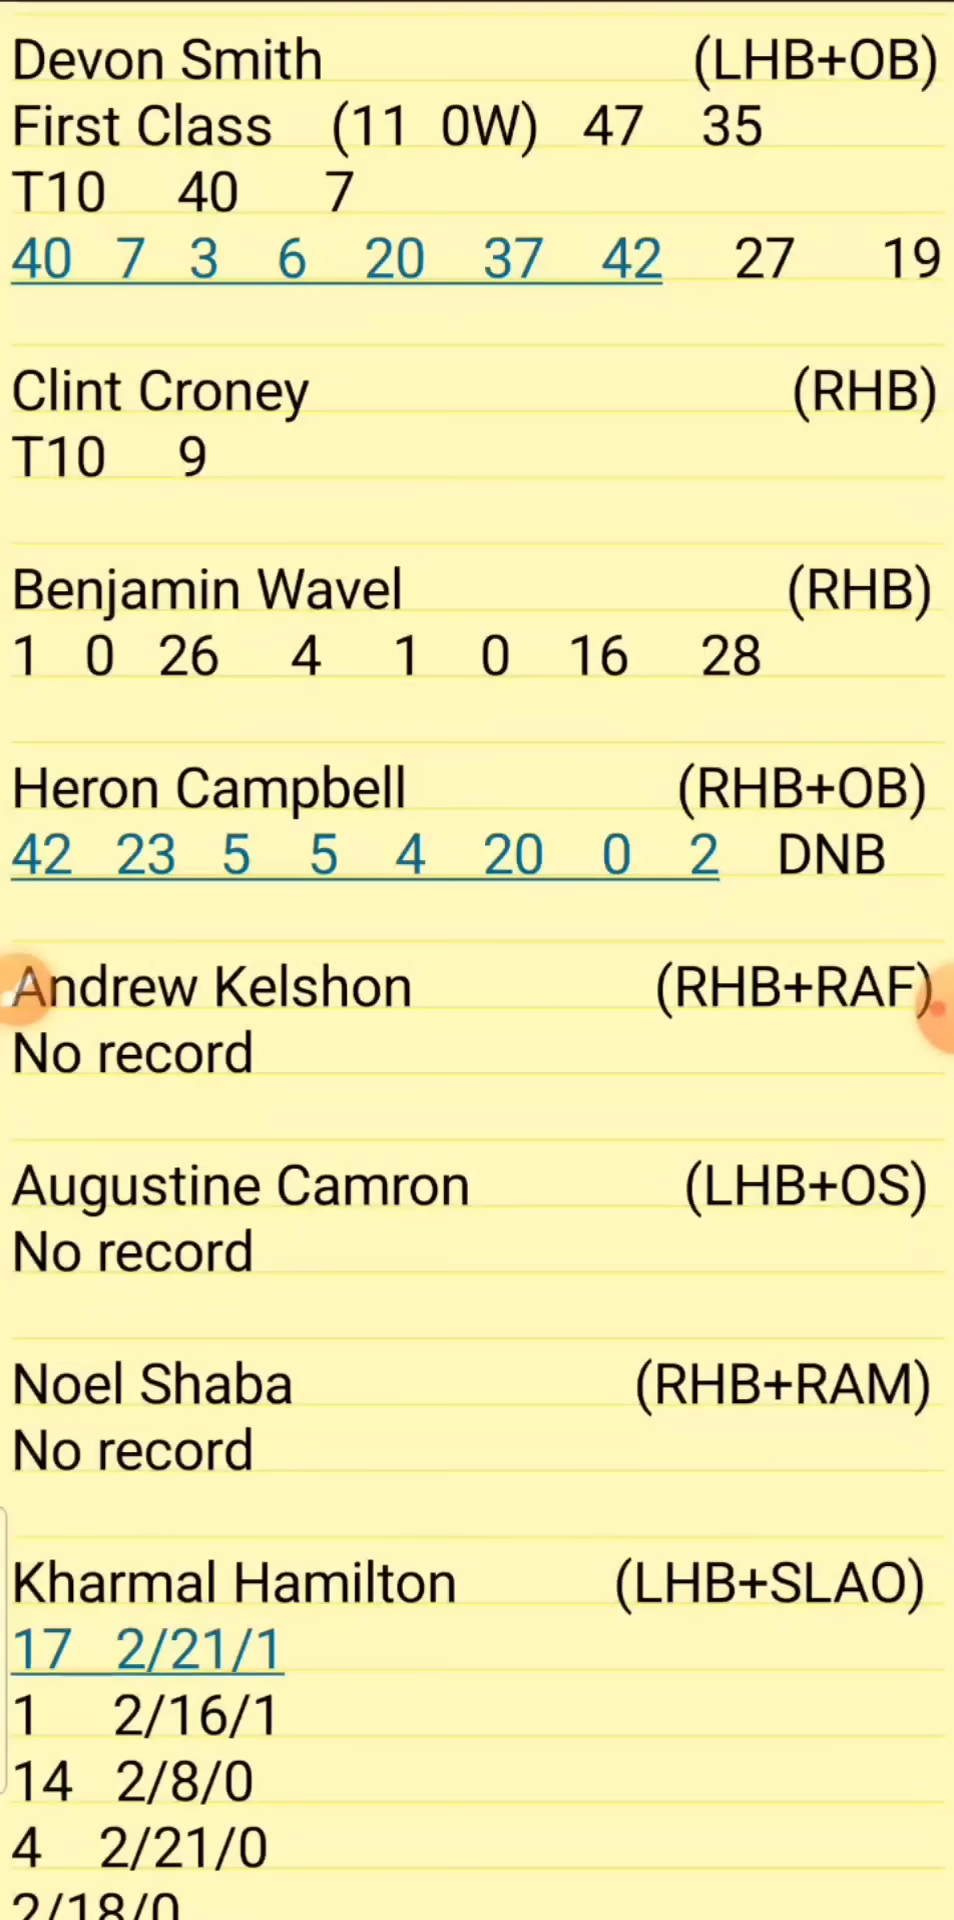 Devon Smith (LHB+OB)
First Class (11 0W) 47 35
T10 40 7
40 7 3 6 20 37 42 27 19
Clint Croney (RHB)
T10 9
Benjamin Wavel (RHB)
1 0 26 4 1 0 16 28
Heron Campbell (RHB+OB)
42 23 5 5 4 20 0 2 DNB
Andrew Kelshon (RHB+RAF)
No record
Augustine Camron (LHB+OS)
No record
Noel Shaba (RHB+RAM)
No record
Kharmal Hamilton (LHB+SLAO)
17 2/21/1
1 2/16/1
14 2/8/0
4 2/21/0
2/18/0